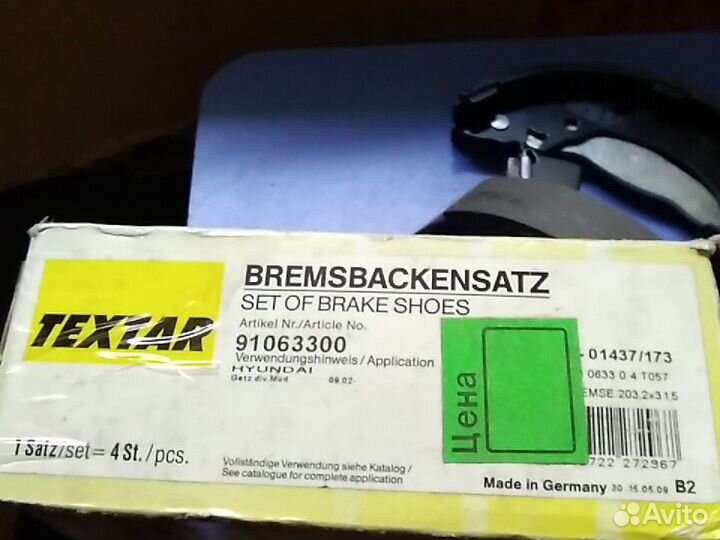 TEXTAR
BREMSBACKENSATZ
SET OF BRAKE SHOES
Artikel Nr./Article No.
91063300
Verwendungshinweis/Application
HYUNDAI
Getz div. Mod. 09.02-
1 Satz/set = 4 St./pcs.
Vollständige Verwendung siehe Katalog/
See catalogue for complete application
Цена
- 01437/173
0633 0 4 T057
EMSE 203.2x31.5
722 272967
Made in Germany 30 15.05.09 B2
Avito